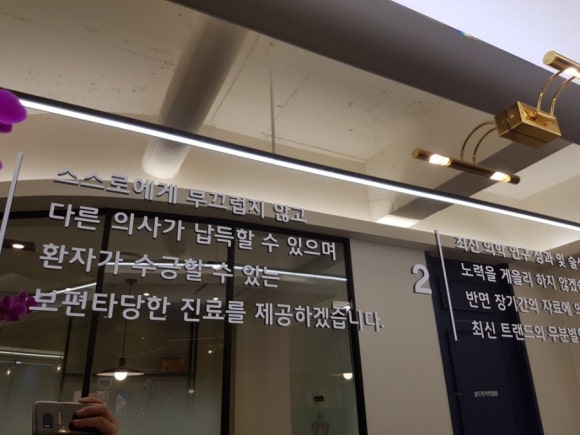 스스로에게 부끄럽지 않고
다른 의사가 납득할 수 있으며
환자가 수긍할 수 있는
보편타당한 진료를 제공하겠습니다.
2
최신 의학 연구 성과 및 술
노력을 게을리 하지 않겠
반면 장기간의 자료에
최신 트랜드의 무분별